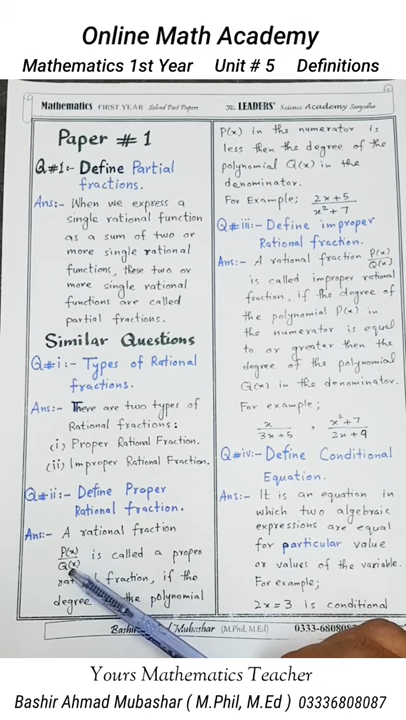 Online Math Academy
Mathematics 1st Year Unit # 5 Definitions
Mathematics FIRST YEAR Solved Past Papers
The LEADERS' Science Academy Sargodha
Paper # 1
Q#1:- Define Partial
fractions.
Ans:- When we express a
single rational function
as a sum of two or
more single rational
functions, these two or
more single rational
functions are called
partial fractions.
Similar Questions
Q#i:- Types of Rational
fractions.
Ans:- There are two types of
Rational fractions:
(i) Proper Rational Fraction.
(ii) Improper Rational Fraction.
Q#ii:- Define Proper
Rational fraction.
Ans:- A rational fraction
P(x)/Q(x) is called a proper
fraction, if the
degree the polynomial
P(x) in the numerator is
less then the degree of the
polynomial Q(x) in the
denominator.
For Example; 2x+5/x²+7
Q#iii:- Define improper
Rational fraction.
Ans:- A rational fraction P(x)/Q(x)
is called improper rational
fraction, if the degree of
the polynomial P(x) in
the numerator is equal
to or greater then the
degree of the polynomial
Q(x) in the denominator.
For example;
x/3x+5 , x²+7/2x+9
Q#iv:- Define Conditional
Equation.
Ans:- It is an equation in
which two algebraic
expressions are equal
for particular value
or values of the variable.
For example;
2x=3 is conditional
Mubashar (M.Phil, M.Ed) 0333-680808
Yours Mathematics Teacher
Bashir Ahmad Mubashar ( M.Phil, M.Ed ) 03336808087